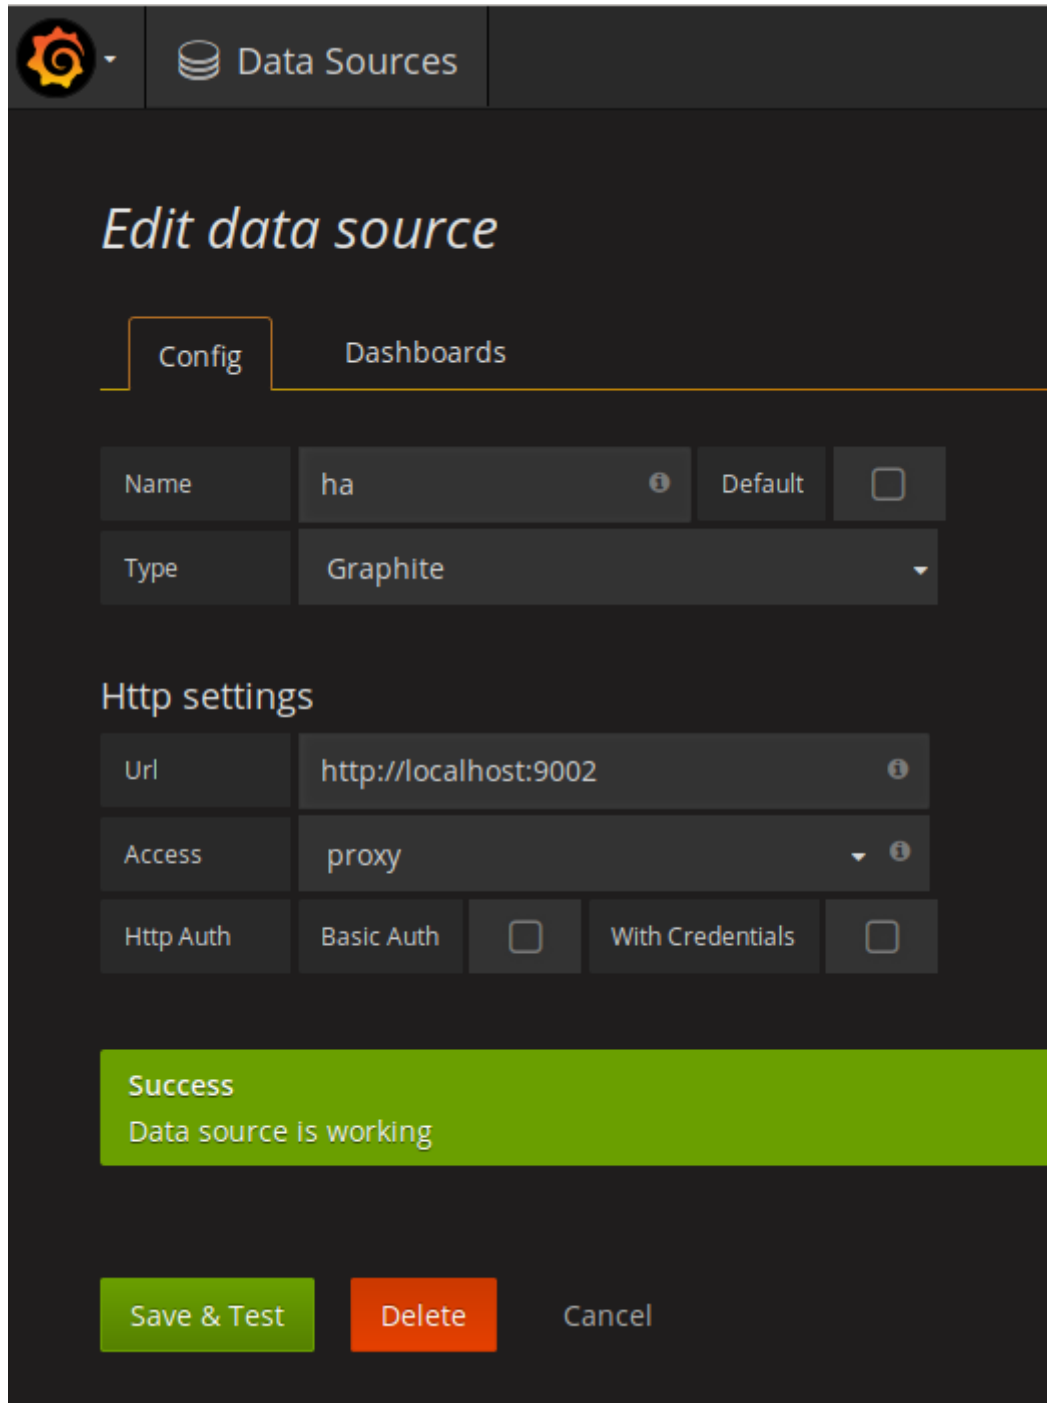 Data Sources
Edit data source
Config Dashboards
Name ha Default
Type Graphite
Http settings
Url http://localhost:9002
Access proxy
Http Auth Basic Auth With Credentials
Success
Data source is working
Save & Test Delete Cancel